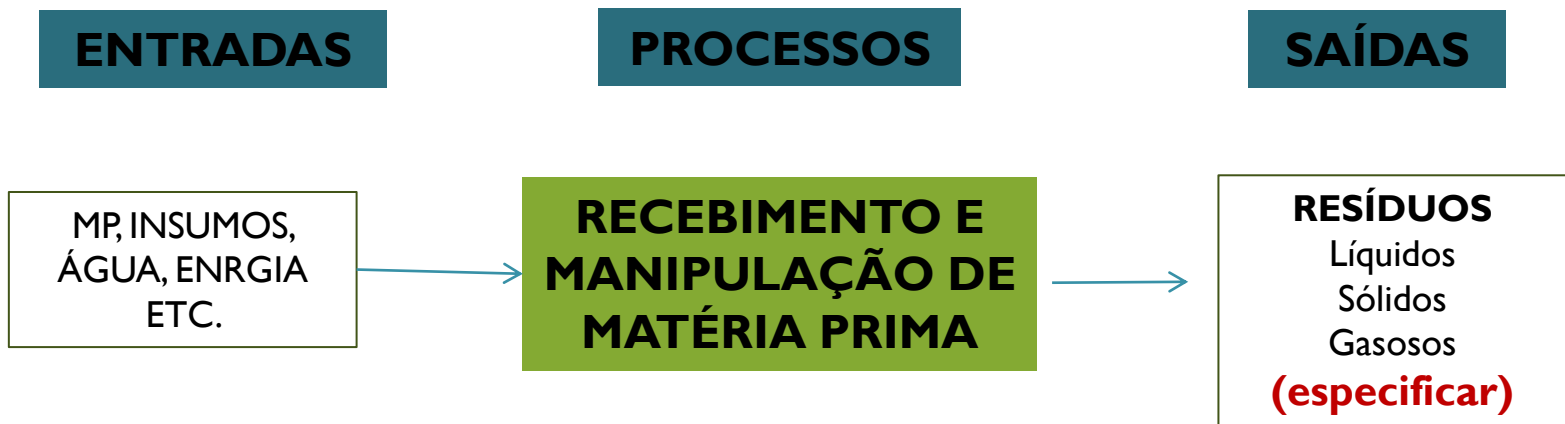 ENTRADAS
PROCESSOS
SAÍDAS
MP, INSUMOS,
ÁGUA, ENRGIA
ETC.
RECEBIMENTO E
MANIPULAÇÃO DE
MATÉRIA PRIMA
RESÍDUOS
Líquidos
Sólidos
Gasosos
(especificar)